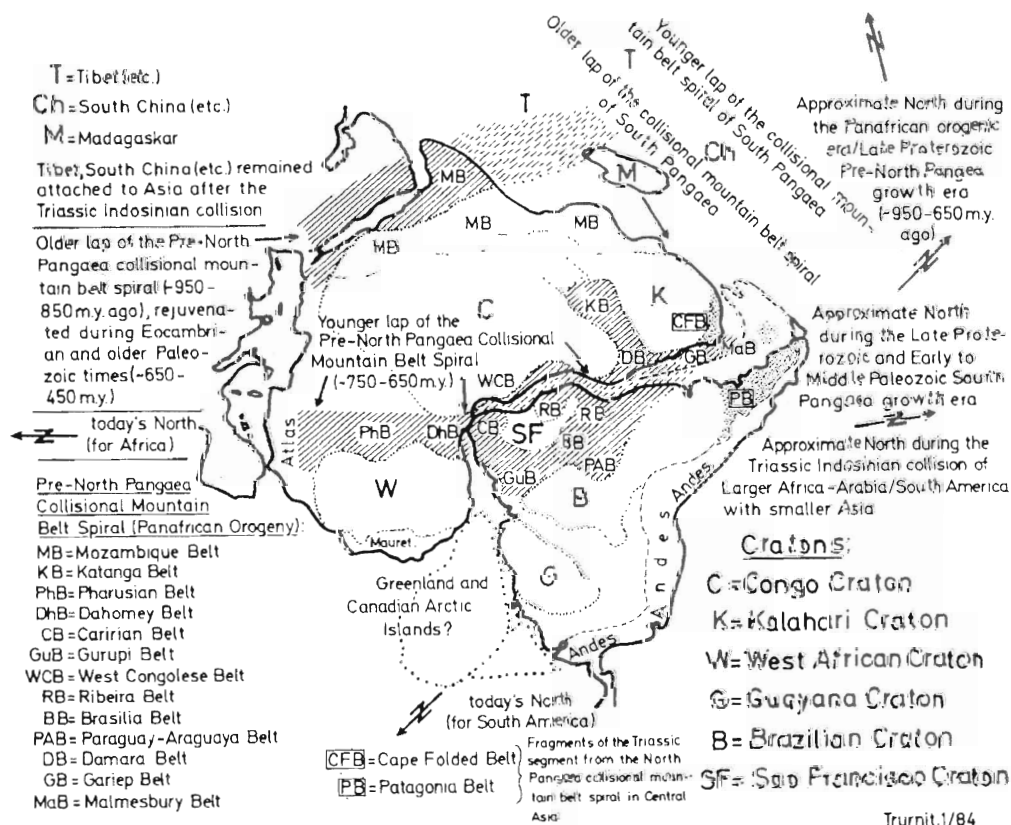 T=Tibet(etc.)
Ch=South China(etc.)
M=Madagaskar
Tibet,South China(etc.) remained
attached to Asia after the
Triassic Indosinian collision
Older lap of the Pre-North
Pangaea collisional moun-
tain belt spiral(~950-
850m.y. ago), rejuvena-
ted during Eocambri-
an and older Paleo-
zoic times(~650-
450m.y.)
today's North
(for Africa)
Pre-North Pangaea
Collisional Mountain
Belt Spiral (Panafrican Orogeny):
MB=Mozambique Belt
KB=Katanga Belt
PhB=Pharusian Belt
DhB=Dahomey Belt
CB=Caririan Belt
GuB=Gurupi Belt
WCB=West Congolese Belt
RB=Ribeira Belt
BB=Brasilia Belt
PAB=Paraguay-Araguaya Belt
DB=Damara Belt
GB=Gariep Belt
MaB=Malmesbury Belt
T
T
Older lap of the collisional mountain belt spiral
of South Pangaea
Younger lap of the collisional moun-
tain belt spiral of South Pangaea
Ch
M
MB
MB
MB
MB
C
KB
K
CFB
DB
GB
MaB
PB
Younger lap of the
Pre-North Pangaea Collisional
Mountain Belt Spiral
(~750-650m.y.)
WCB
Atlas
PhB
DhB
CB
SF
RB
RB
BB
PAB
GuB
B
W
Mauret.
G
Andes
Andes
Andes
Greenland and
Canadian Arctic
Islands?
today's North
(for South America)
CFB=Cape Folded Belt
PB=Patagonia Belt
Fragments of the Triassic
segment from the North
Pangaea collisional moun-
tain belt spiral in Central
Asia
N
N
N
N
N
Approximate North during
the Panafrican orogenic
era/Late Proterozoic
Pre-North Pangea
growth era
(~950-650m.y.
ago)
Approximate North
during the Late Prote-
rozoic and Early to
Middle Paleozoic South
Pangaea growth era
Approximate North during the
Triassic Indosinian collision of
Larger Africa-Arabia/South America
with smaller Asia
Cratons:
C=Congo Craton
K=Kalahari Craton
W=West African Craton
G=Guayana Craton
B=Brazilian Craton
SF=Sao Francisco Craton
Trurnit,1/84